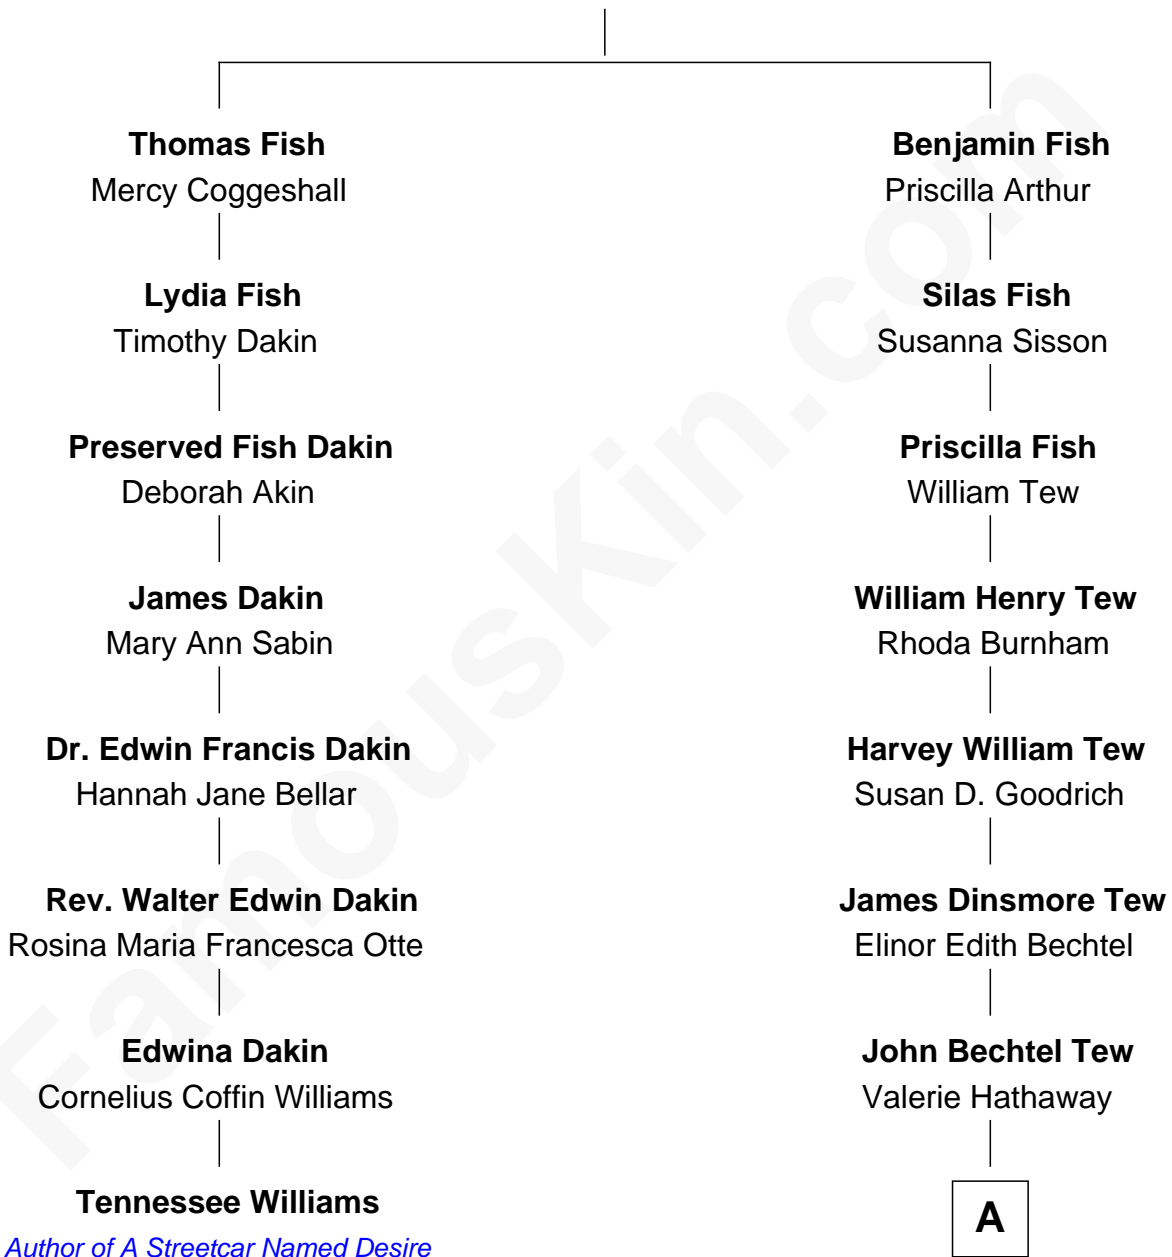 Thomas Fish
Mercy Coggeshall
Lydia Fish
Timothy Dakin
Preserved Fish Dakin
Deborah Akin
James Dakin
Mary Ann Sabin
Dr. Edwin Francis Dakin
Hannah Jane Bellar
Rev. Walter Edwin Dakin
Rosina Maria Francesca Otte
Edwina Dakin
Cornelius Coffin Williams
Tennessee Williams
Author of A Streetcar Named Desire
Benjamin Fish
Priscilla Arthur
Silas Fish
Susanna Sisson
Priscilla Fish
William Tew
William Henry Tew
Rhoda Burnham
Harvey William Tew
Susan D. Goodrich
James Dinsmore Tew
Elinor Edith Bechtel
John Bechtel Tew
Valerie Hathaway
A
FamousKin.com